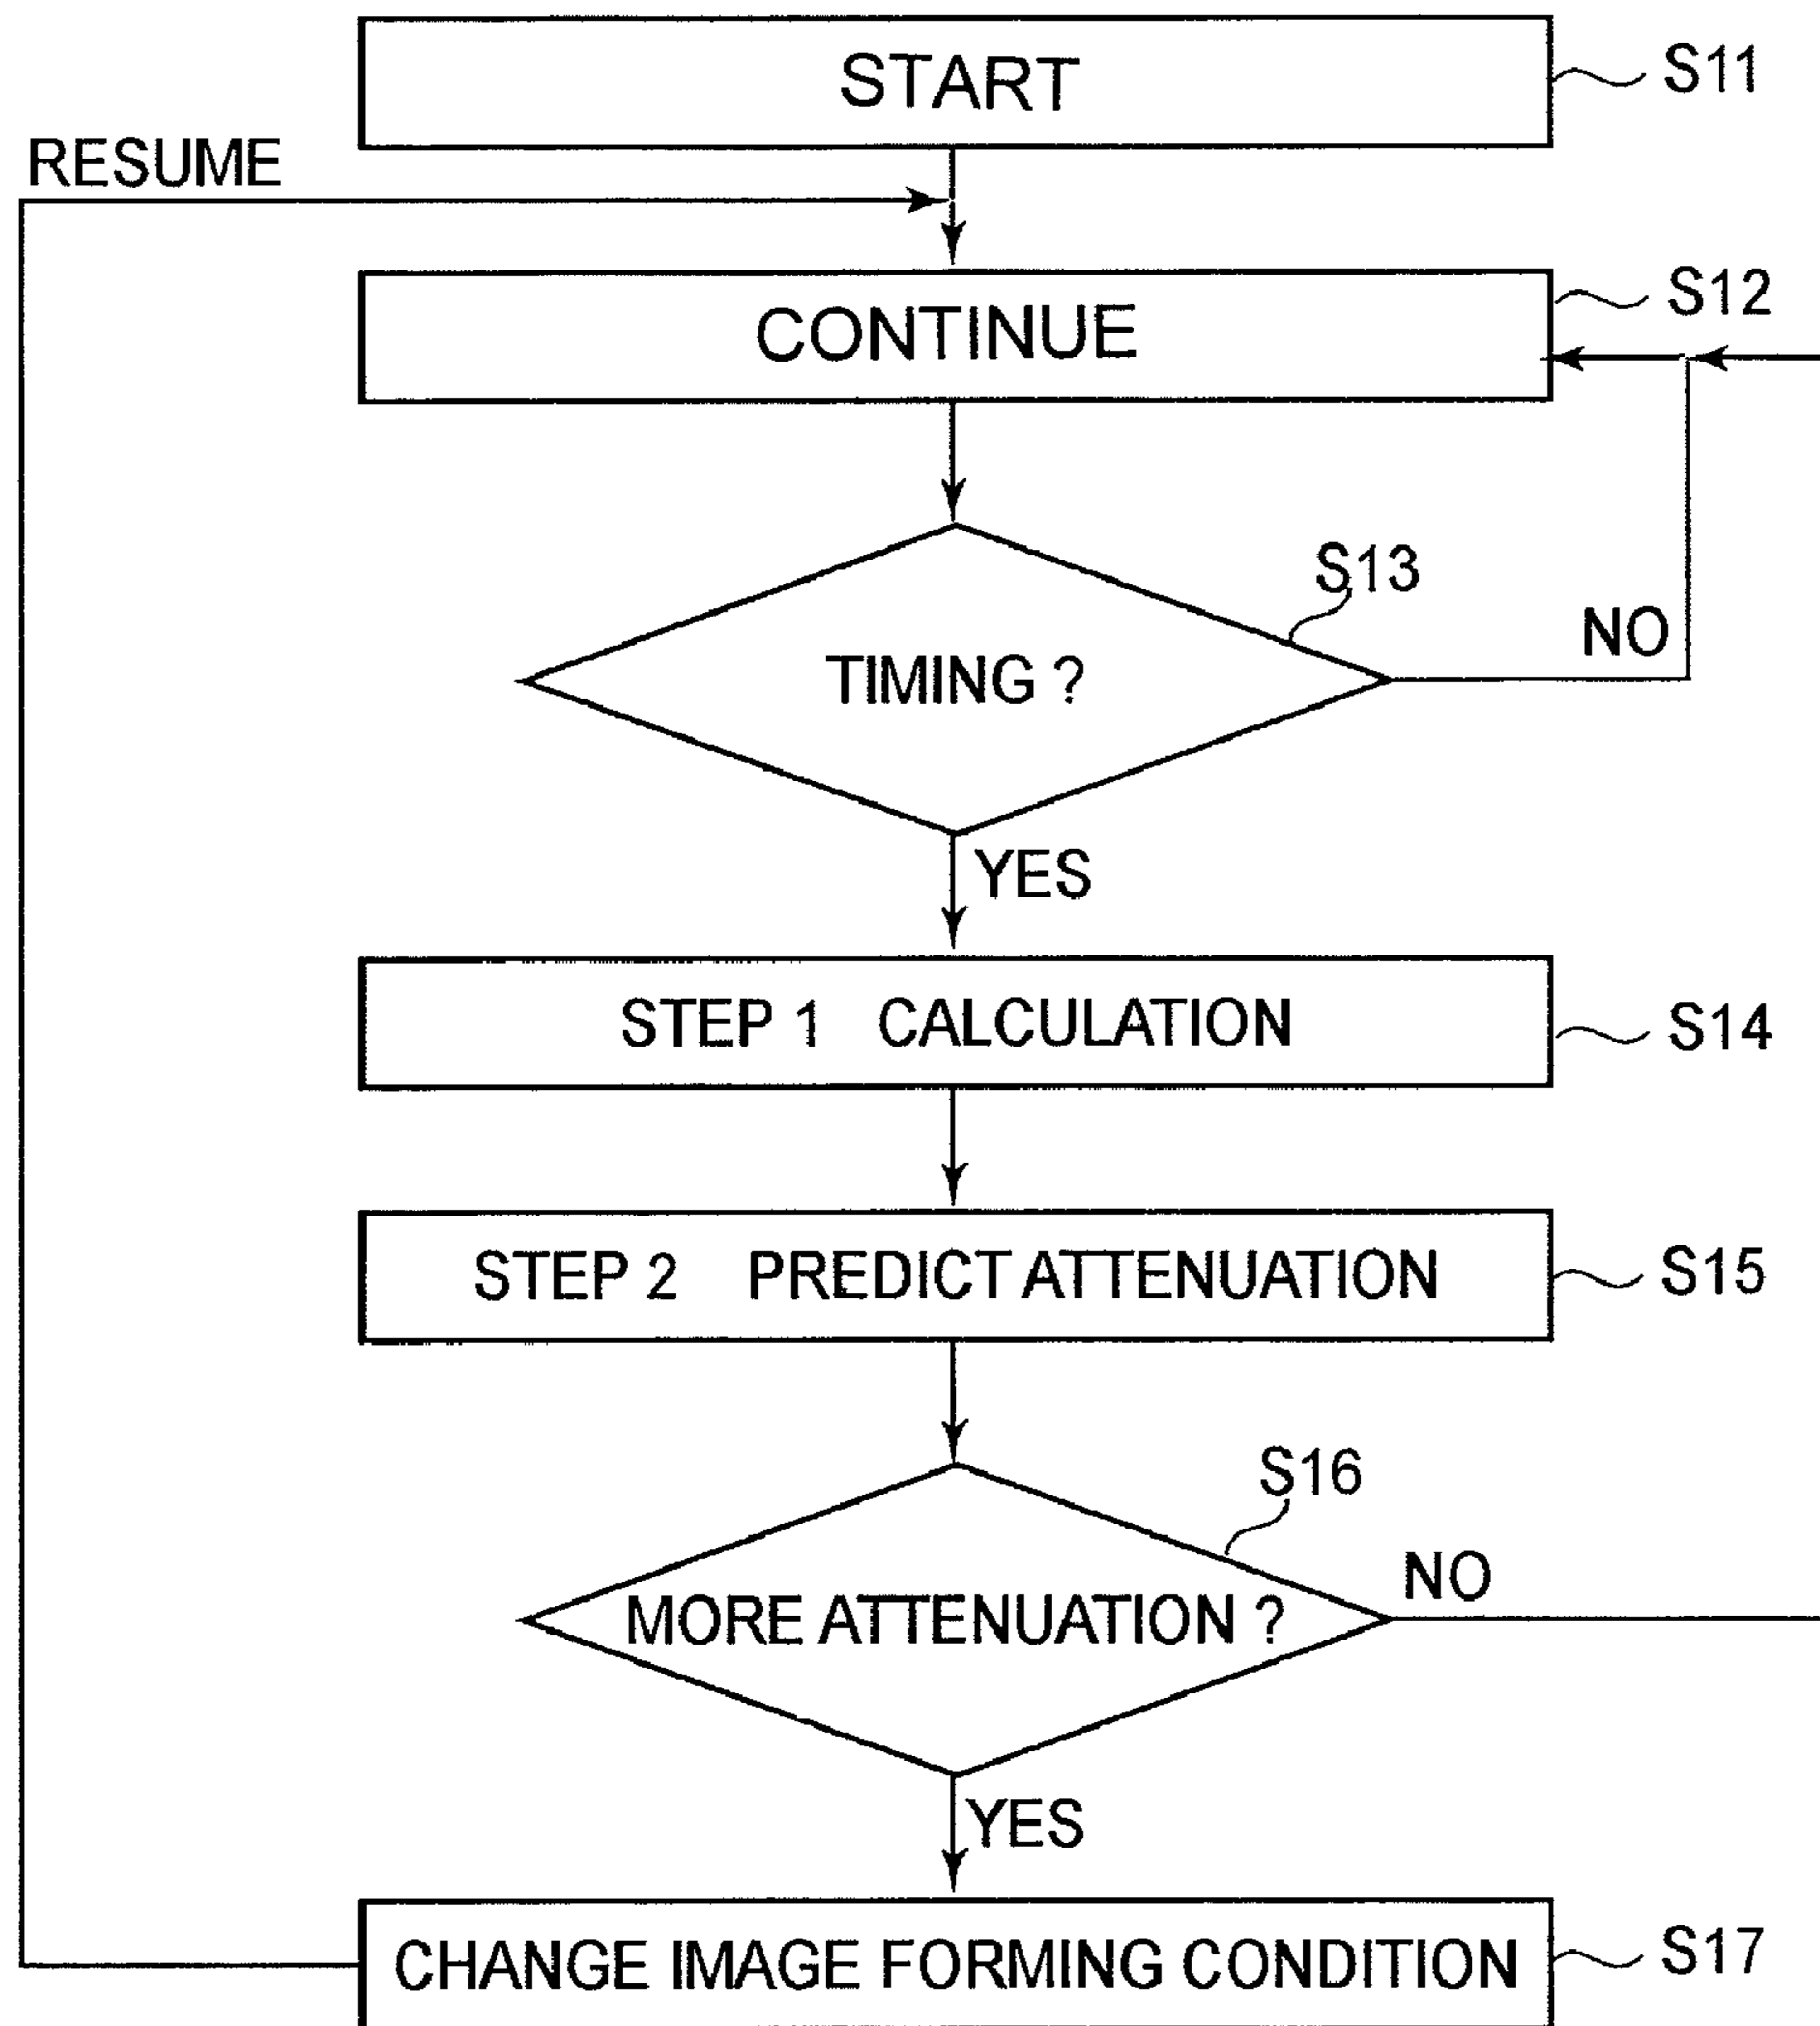 START
S11
RESUME
CONTINUE
S12
S13
TIMING ?
NO
YES
STEP 1 CALCULATION
S14
STEP 2 PREDICT ATTENUATION
S15
S16
MORE ATTENUATION ?
NO
YES
CHANGE IMAGE FORMING CONDITION
S17